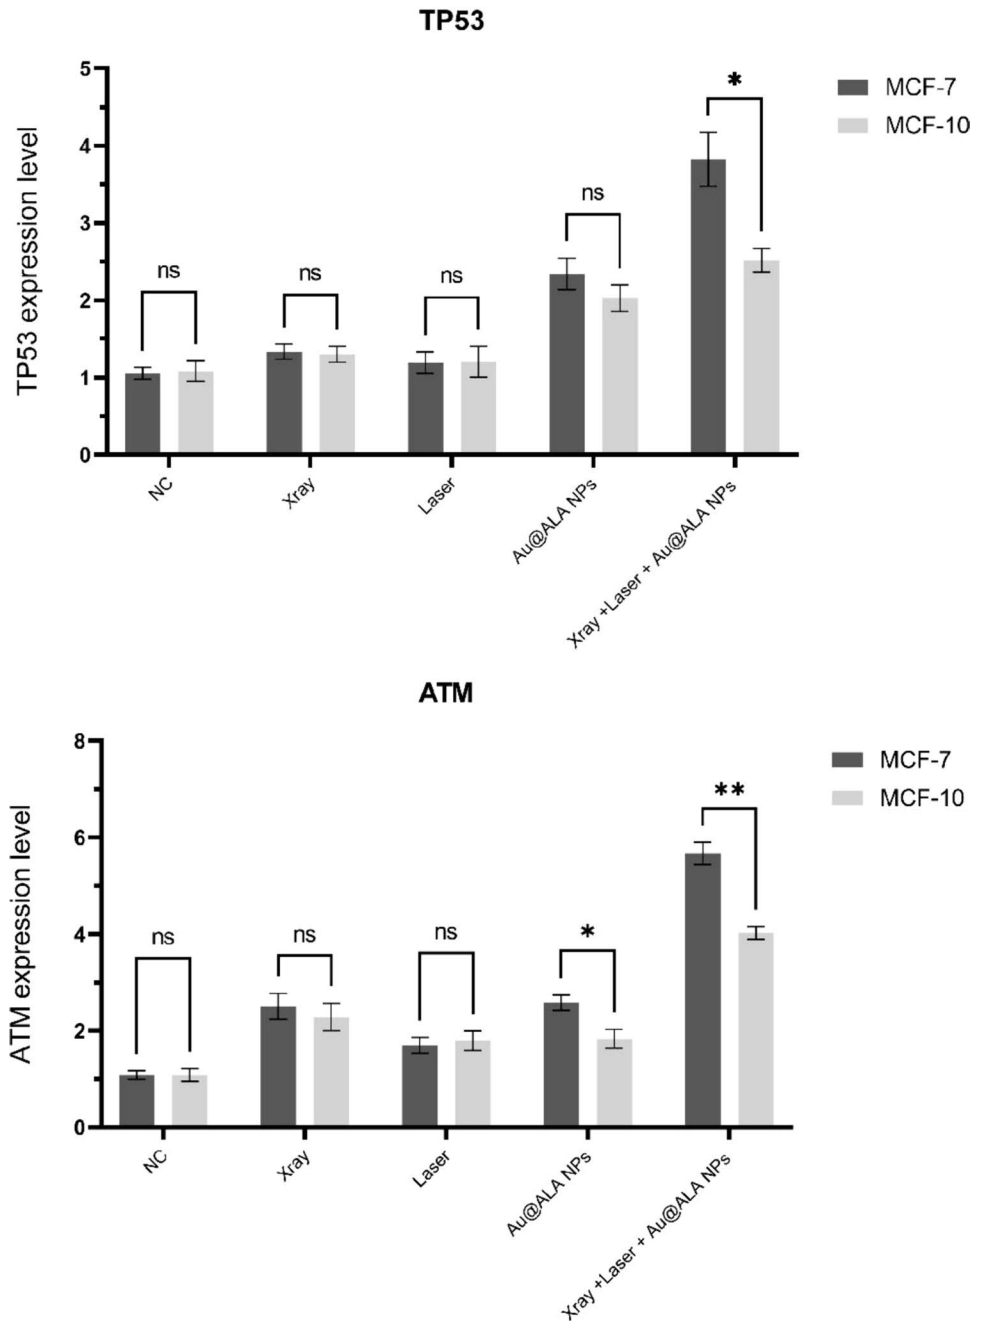 TP53
MCF-7
MCF-10
TP53 expression level
5
4
3
2
1
0
ns
ns
ns
ns
*
NC
Xray
Laser
Au@ALA NPs
Xray +Laser + Au@ALA NPs
ATM
MCF-7
MCF-10
ATM expression level
8
6
4
2
0
ns
ns
ns
*
**
NC
Xray
Laser
Au@ALA NPs
Xray +Laser + Au@ALA NPs